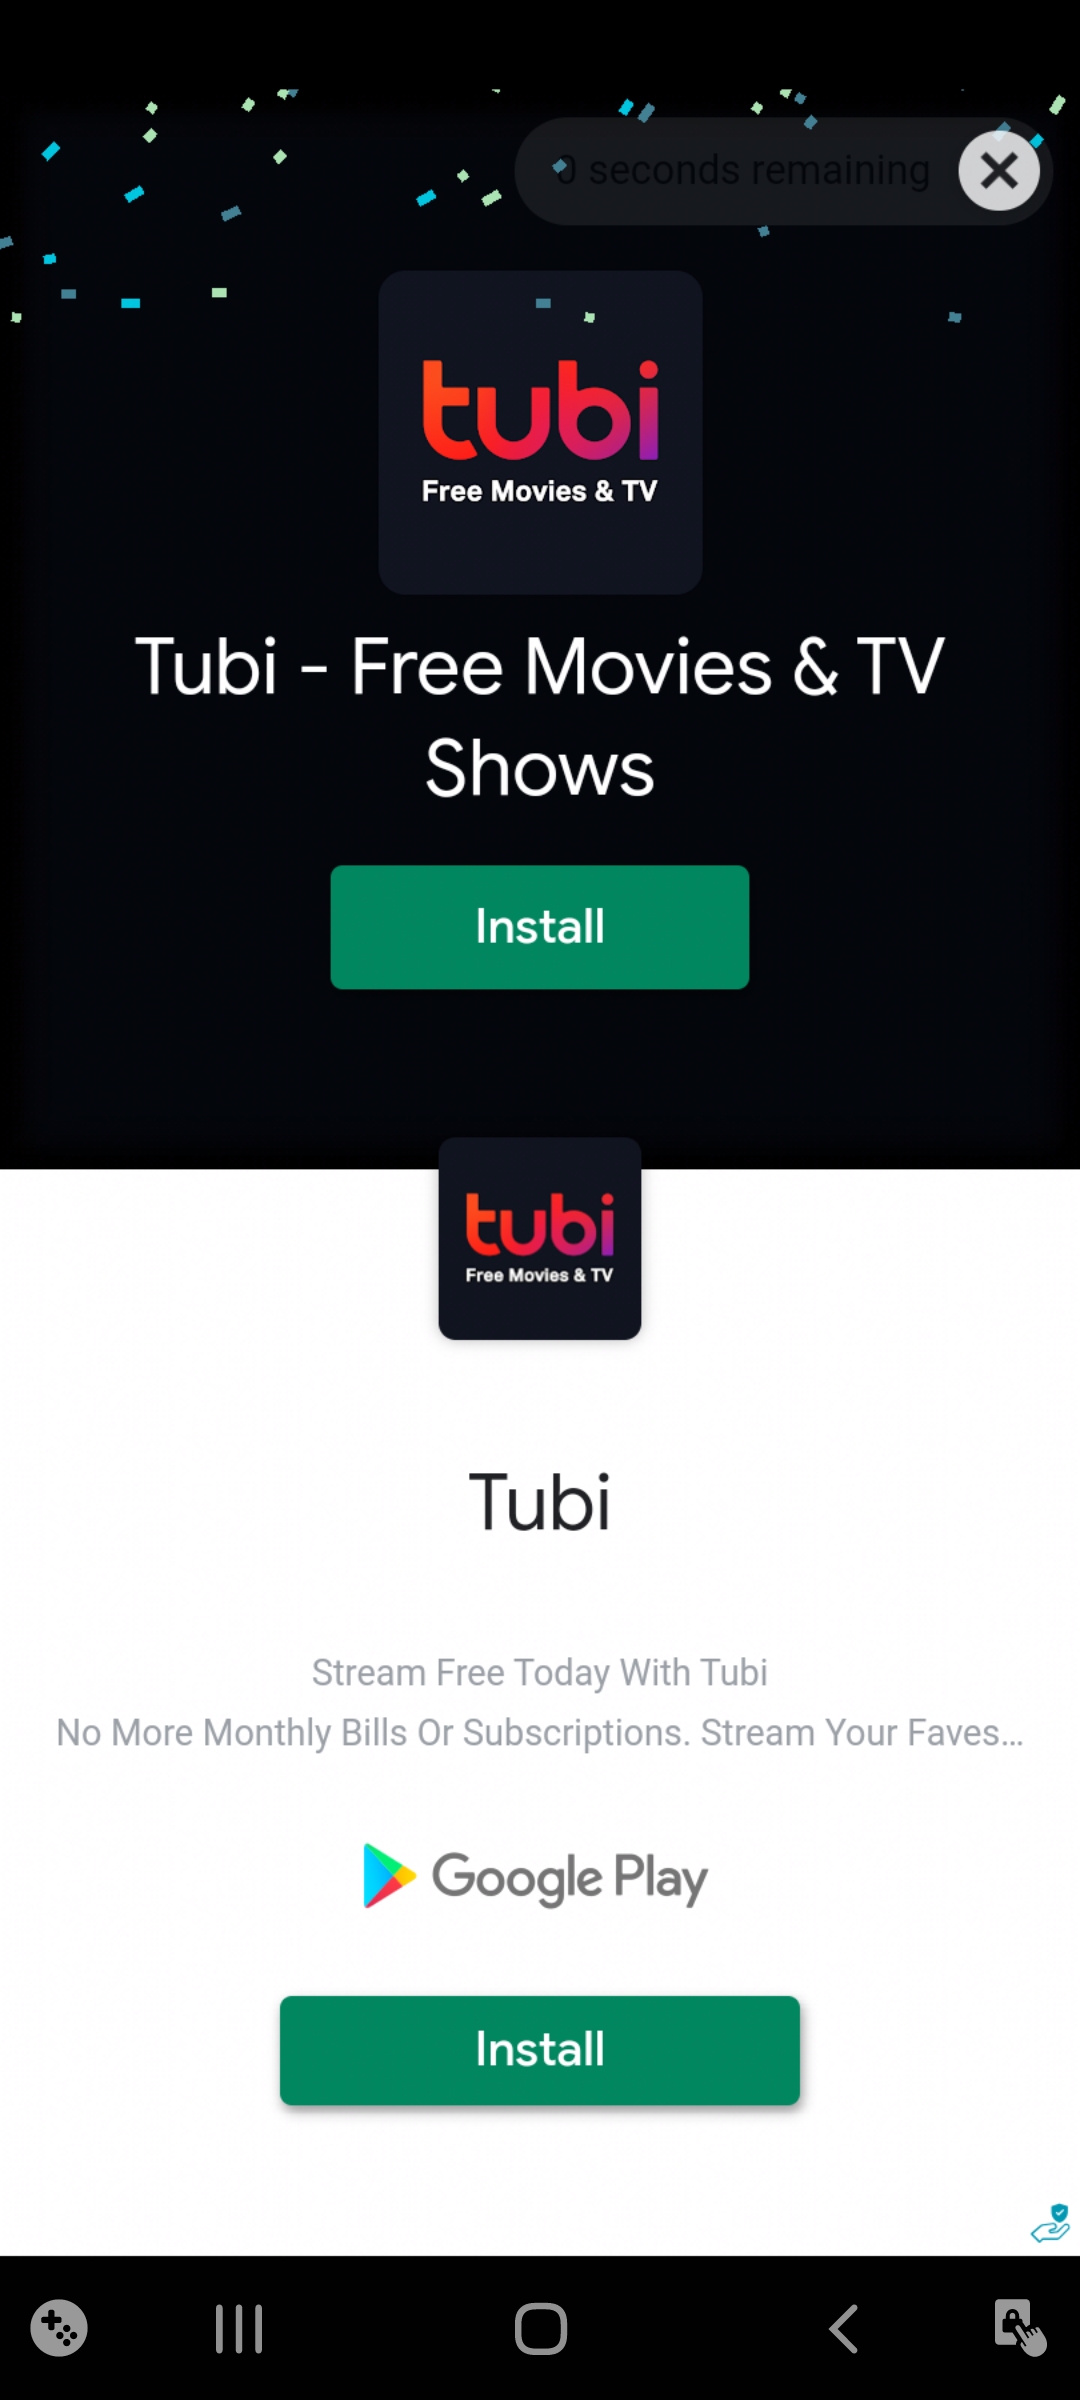 0 seconds remaining
tubi
Free Movies & TV
Tubi - Free Movies & TV
Shows
Install
tubi
Free Movies & TV
Tubi
Stream Free Today With Tubi
No More Monthly Bills Or Subscriptions. Stream Your Faves...
Google Play
Install